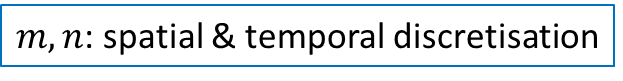 m, n: spatial & temporal discretisation